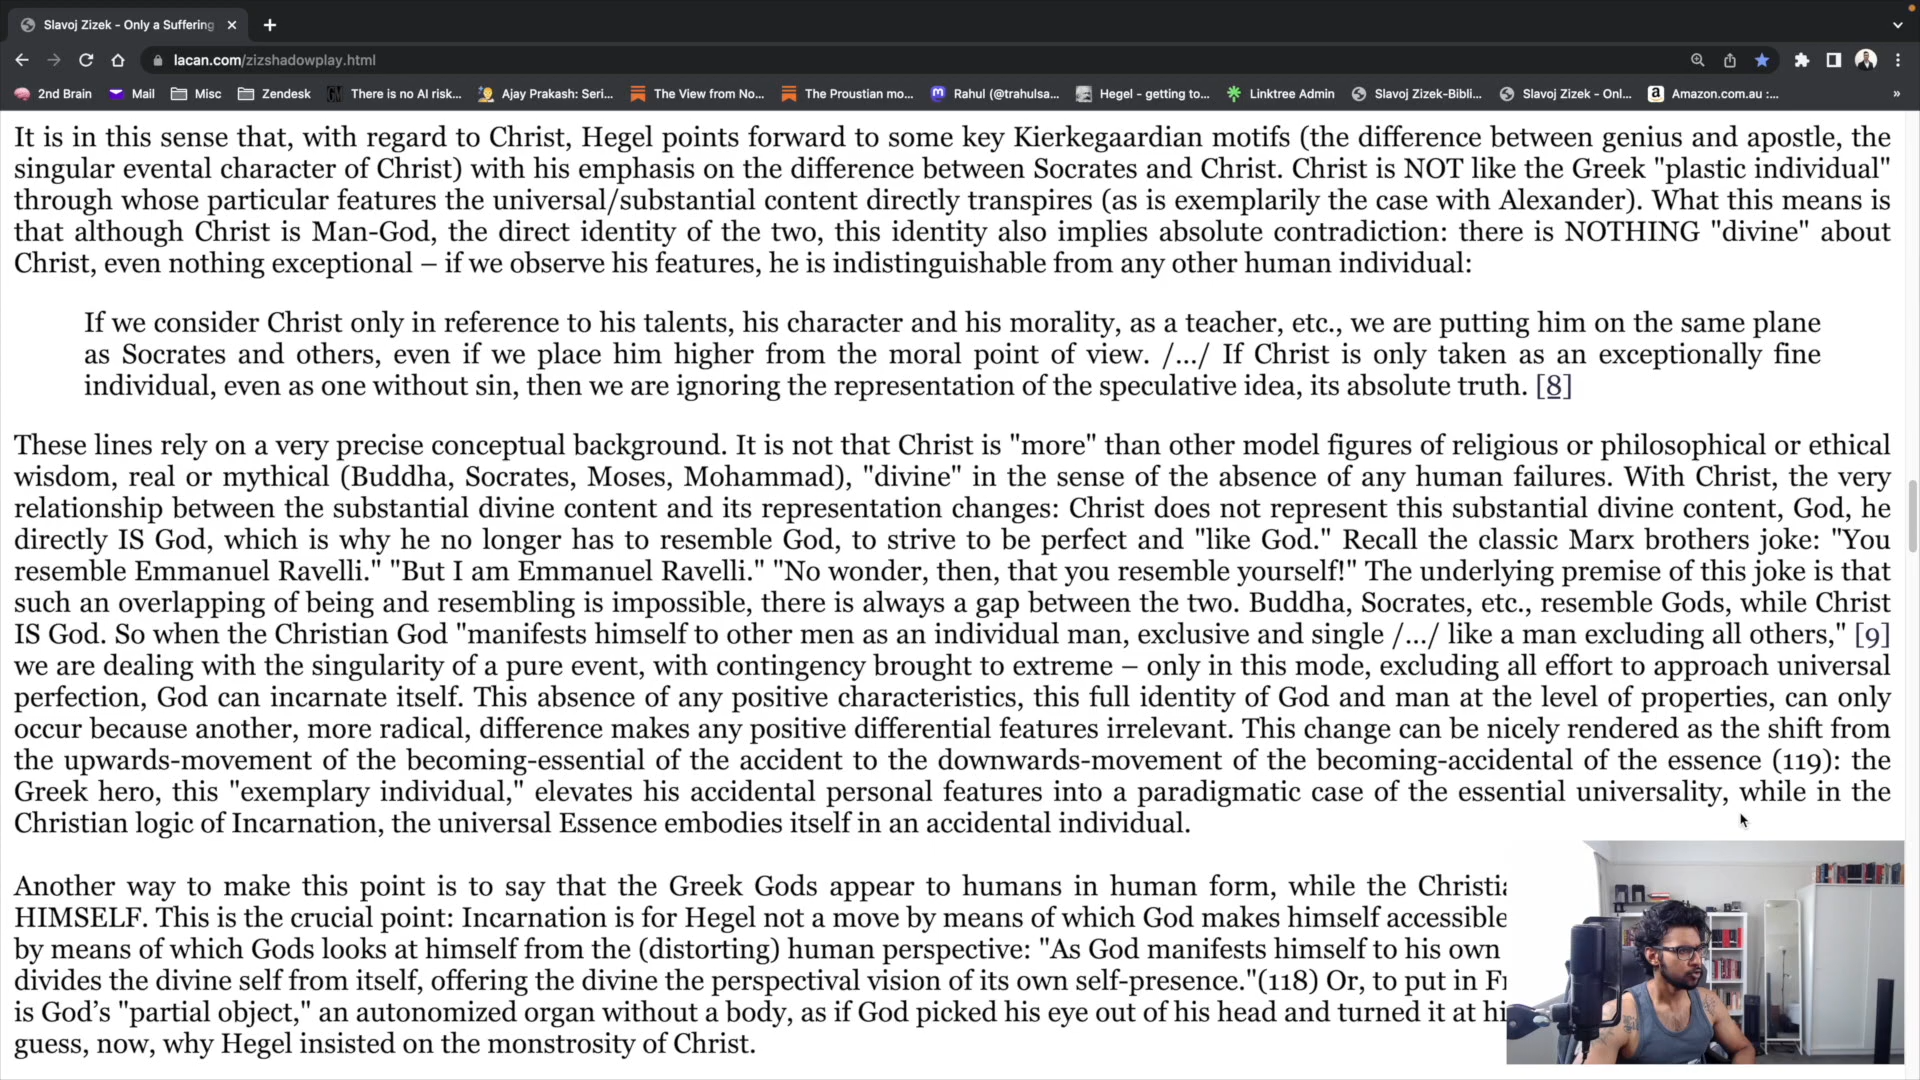 Slavoj Zizek - Only a Suffering
lacan.com/zizshadowplay.html
2nd Brain Mail Misc Zendesk There is no AI risk... Ajay Prakash: Seri... The View from No... The Proustian mo... Rahul (@trahulsa... Hegel - getting to... Linktree Admin Slavoj Zizek-Bibli... Slavoj Zizek - Onl... Amazon.com.au :... »
It is in this sense that, with regard to Christ, Hegel points forward to some key Kierkegaardian motifs (the difference between genius and apostle, the
singular evental character of Christ) with his emphasis on the difference between Socrates and Christ. Christ is NOT like the Greek "plastic individual"
through whose particular features the universal/substantial content directly transpires (as is exemplarily the case with Alexander). What this means is
that although Christ is Man-God, the direct identity of the two, this identity also implies absolute contradiction: there is NOTHING "divine" about
Christ, even nothing exceptional – if we observe his features, he is indistinguishable from any other human individual:
If we consider Christ only in reference to his talents, his character and his morality, as a teacher, etc., we are putting him on the same plane
as Socrates and others, even if we place him higher from the moral point of view. /.../ If Christ is only taken as an exceptionally fine
individual, even as one without sin, then we are ignoring the representation of the speculative idea, its absolute truth. [8]
These lines rely on a very precise conceptual background. It is not that Christ is "more" than other model figures of religious or philosophical or ethical
wisdom, real or mythical (Buddha, Socrates, Moses, Mohammad), "divine" in the sense of the absence of any human failures. With Christ, the very
relationship between the substantial divine content and its representation changes: Christ does not represent this substantial divine content, God, he
directly IS God, which is why he no longer has to resemble God, to strive to be perfect and "like God." Recall the classic Marx brothers joke: "You
resemble Emmanuel Ravelli." "But I am Emmanuel Ravelli." "No wonder, then, that you resemble yourself!" The underlying premise of this joke is that
such an overlapping of being and resembling is impossible, there is always a gap between the two. Buddha, Socrates, etc., resemble Gods, while Christ
IS God. So when the Christian God "manifests himself to other men as an individual man, exclusive and single /.../ like a man excluding all others," [9]
we are dealing with the singularity of a pure event, with contingency brought to extreme – only in this mode, excluding all effort to approach universal
perfection, God can incarnate itself. This absence of any positive characteristics, this full identity of God and man at the level of properties, can only
occur because another, more radical, difference makes any positive differential features irrelevant. This change can be nicely rendered as the shift from
the upwards-movement of the becoming-essential of the accident to the downwards-movement of the becoming-accidental of the essence (119): the
Greek hero, this "exemplary individual," elevates his accidental personal features into a paradigmatic case of the essential universality, while in the
Christian logic of Incarnation, the universal Essence embodies itself in an accidental individual.
Another way to make this point is to say that the Greek Gods appear to humans in human form, while the Christia
HIMSELF. This is the crucial point: Incarnation is for Hegel not a move by means of which God makes himself accessible
by means of which Gods looks at himself from the (distorting) human perspective: "As God manifests himself to his own
divides the divine self from itself, offering the divine the perspectival vision of its own self-presence."(118) Or, to put in Fr
is God's "partial object," an autonomized organ without a body, as if God picked his eye out of his head and turned it at hi
guess, now, why Hegel insisted on the monstrosity of Christ.